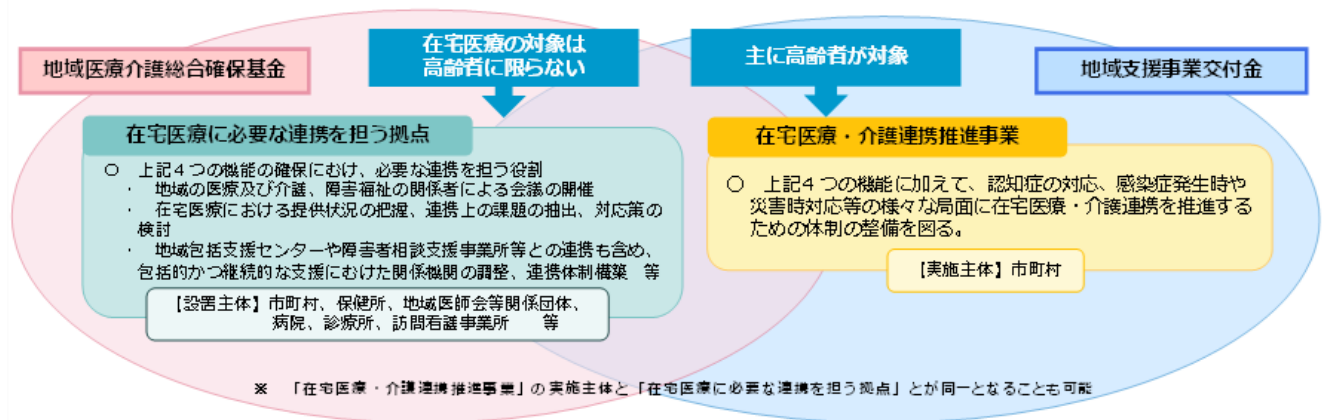 在宅医療の対象は
高齢者に限らない
主に高齢者が対象
地域医療介護総合確保基金
地域支援事業交付金
在宅医療に必要な連携を担う拠点
○ 上記4つの機能の確保にむけ、必要な連携を担う役割
・ 地域の医療及び介護、障害福祉の関係者による会議の開催
・ 在宅医療における提供状況の把握、連携上の課題の抽出、対応策の
検討
・ 地域包括支援センターや障害者相談支援事業所等との連携も含め、
包括的かつ継続的な支援にむけた関係機関の調整、連携体制構築 等
【設置主体】市町村、保健所、地域医師会等関係団体、
病院、診療所、訪問看護事業所 等
在宅医療・介護連携推進事業
○ 上記4つの機能に加えて、認知症の対応、感染症発生時や
災害時対応等の様々な局面に在宅医療・介護連携を推進する
ための体制の整備を図る。
【実施主体】市町村
※ 「在宅医療・介護連携推進事業」の実施主体と「在宅医療に必要な連携を担う拠点」とが同一となることも可能